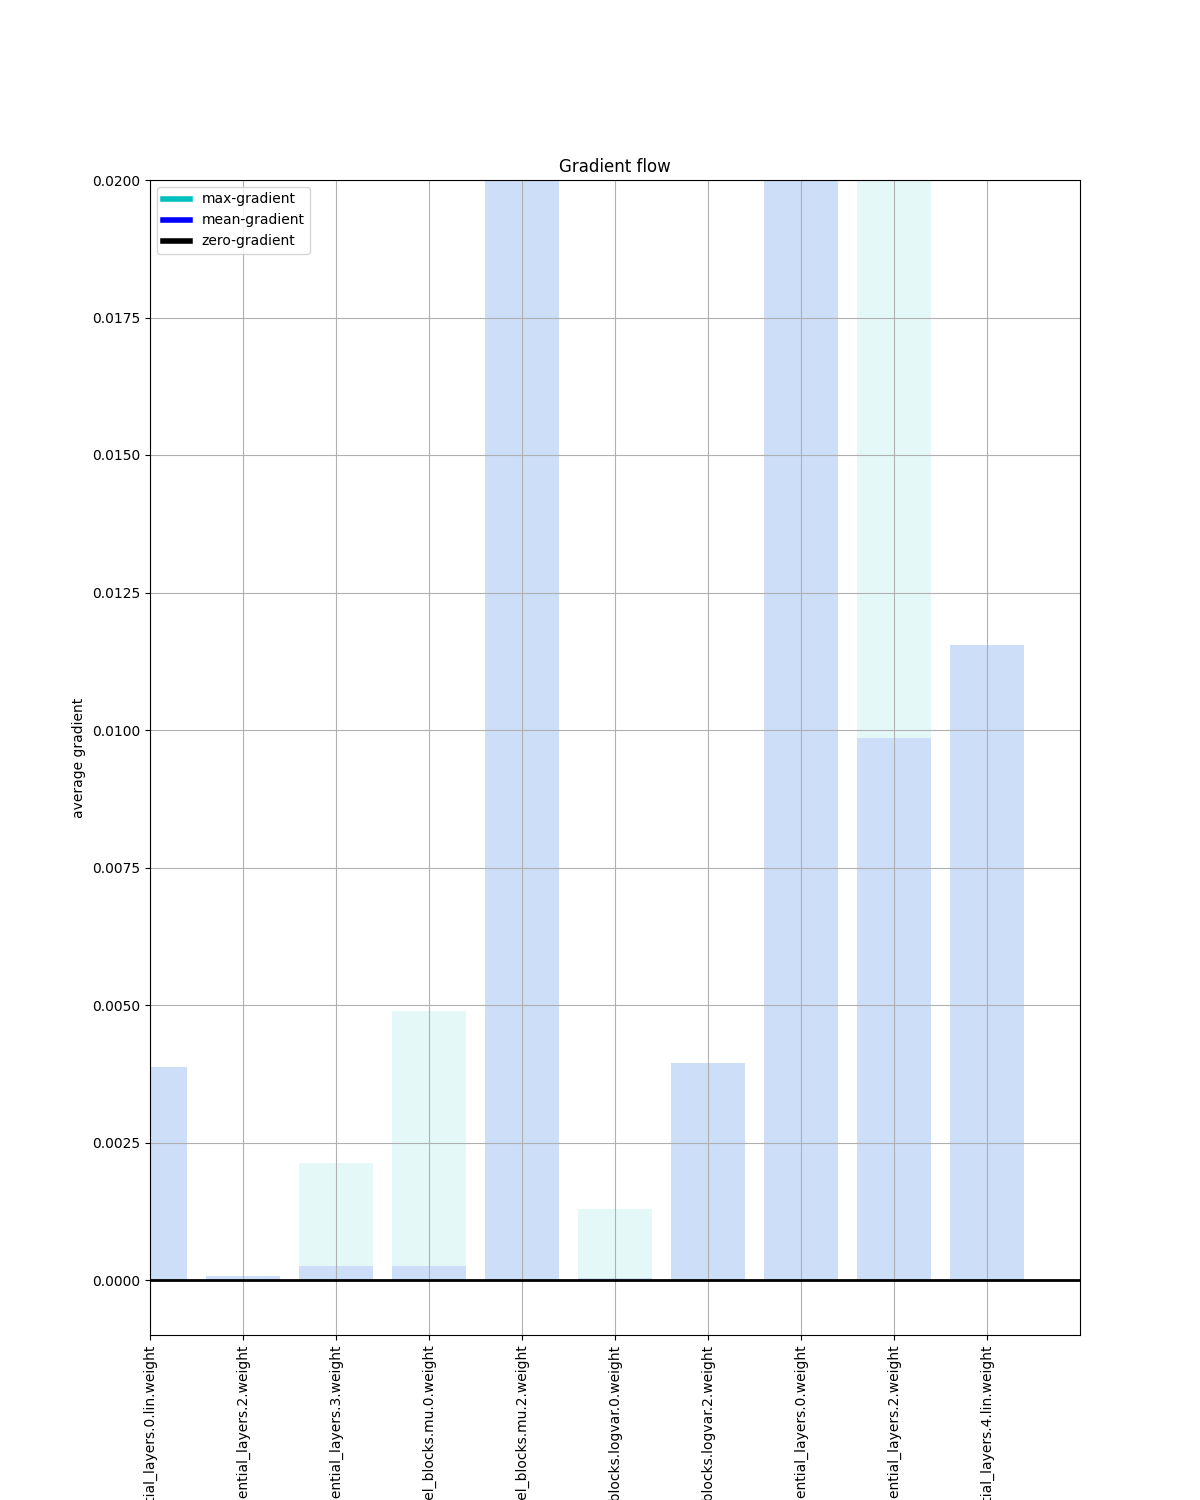 Gradient flow
max-gradient
mean-gradient
zero-gradient
0.0200
0.0175
0.0150
0.0125
0.0100
0.0075
0.0050
0.0025
0.0000
average gradient
tial_layers.0.lin.weight
ential_layers.2.weight
ential_layers.3.weight
el_blocks.mu.0.weight
el_blocks.mu.2.weight
blocks.logvar.0.weight
blocks.logvar.2.weight
ential_layers.0.weight
ential_layers.2.weight
tial_layers.4.lin.weight